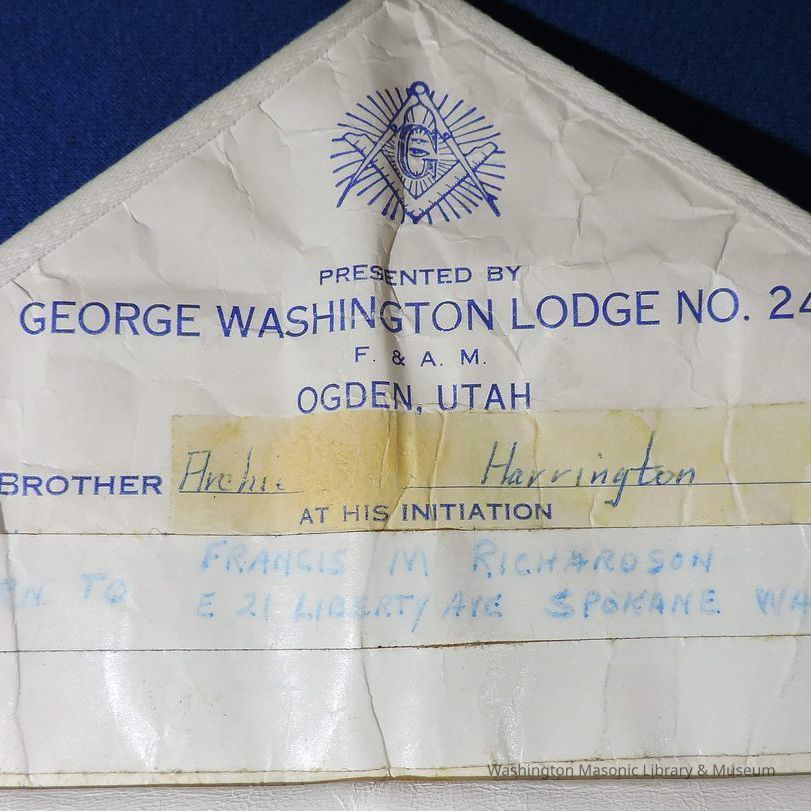 G
PRESENTED BY
GEORGE WASHINGTON LODGE NO. 24
F. & A. M.
OGDEN, UTAH
BROTHER Archie Harrington
AT HIS INITIATION
FRANCIS M RICHARDSON
RN TO E 21 LIBERTY AVE SPOKANE WA
Washington Masonic Library & Museum